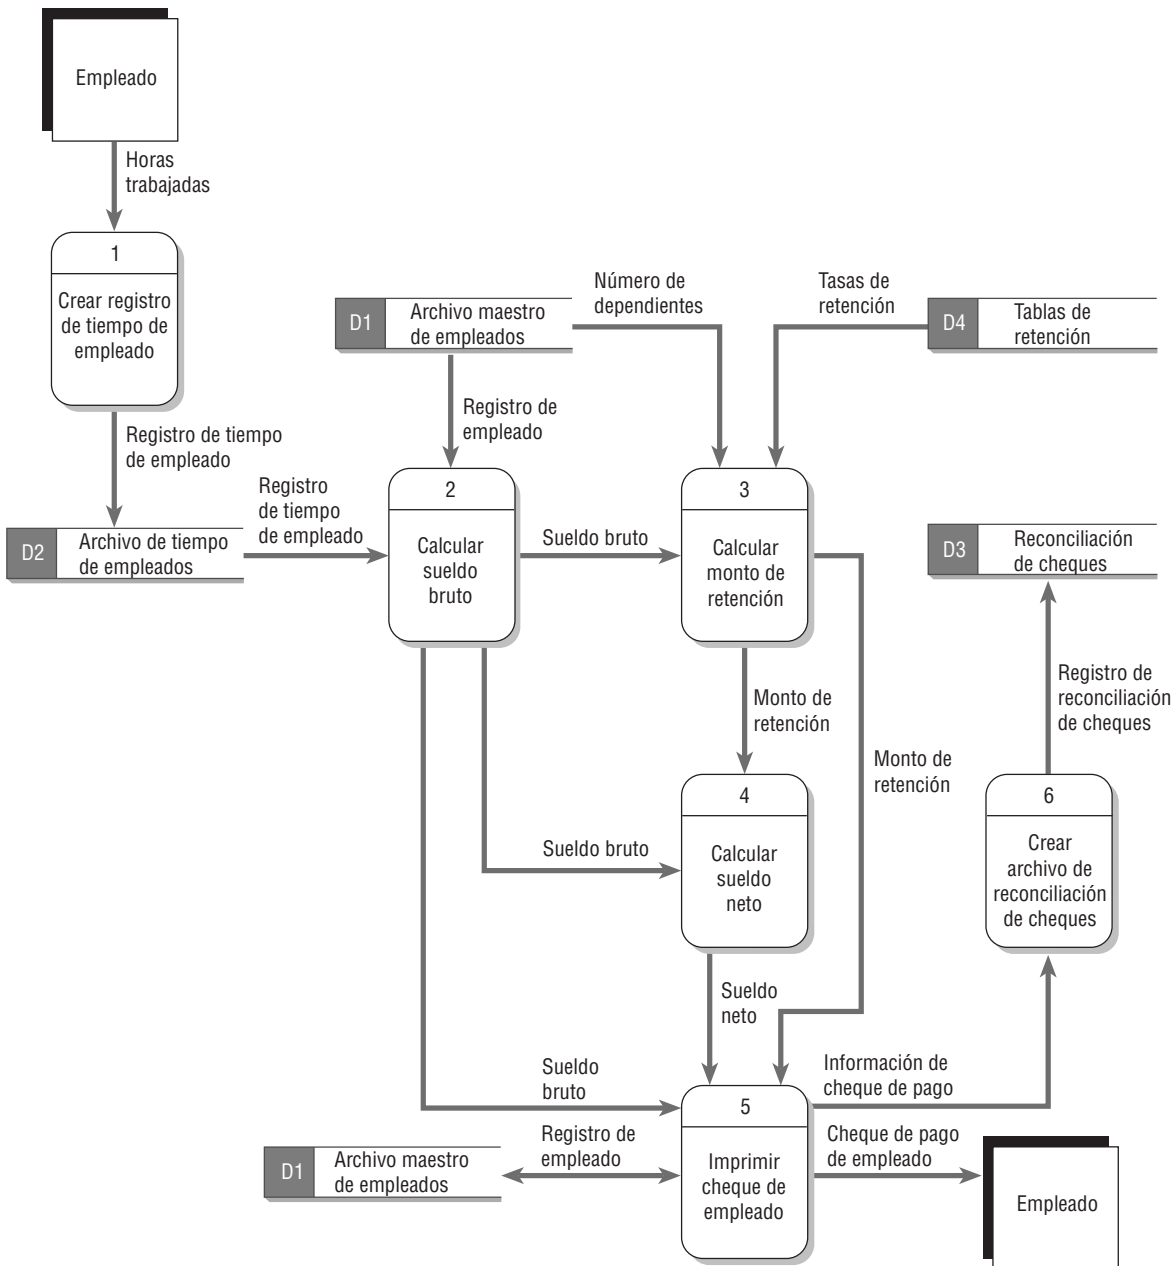 Empleado
Horas
trabajadas
1
Crear registro
de tiempo de
empleado
Registro de tiempo
de empleado
D2
Archivo de tiempo
de empleados
Registro
de tiempo
de empleado
D1
Archivo maestro
de empleados
Registro de
empleado
Número de
dependientes
Tasas de
retención
D4
Tablas de
retención
2
Calcular
sueldo
bruto
Sueldo bruto
3
Calcular
monto de
retención
D3
Reconciliación
de cheques
Monto de
retención
Monto de
retención
Registro de
reconciliación
de cheques
Sueldo bruto
4
Calcular
sueldo
neto
6
Crear
archivo de
reconciliación
de cheques
Sueldo
neto
Sueldo
bruto
Información de
cheque de pago
5
Imprimir
cheque de
empleado
D1
Archivo maestro
de empleados
Registro de
empleado
Cheque de pago
de empleado
Empleado